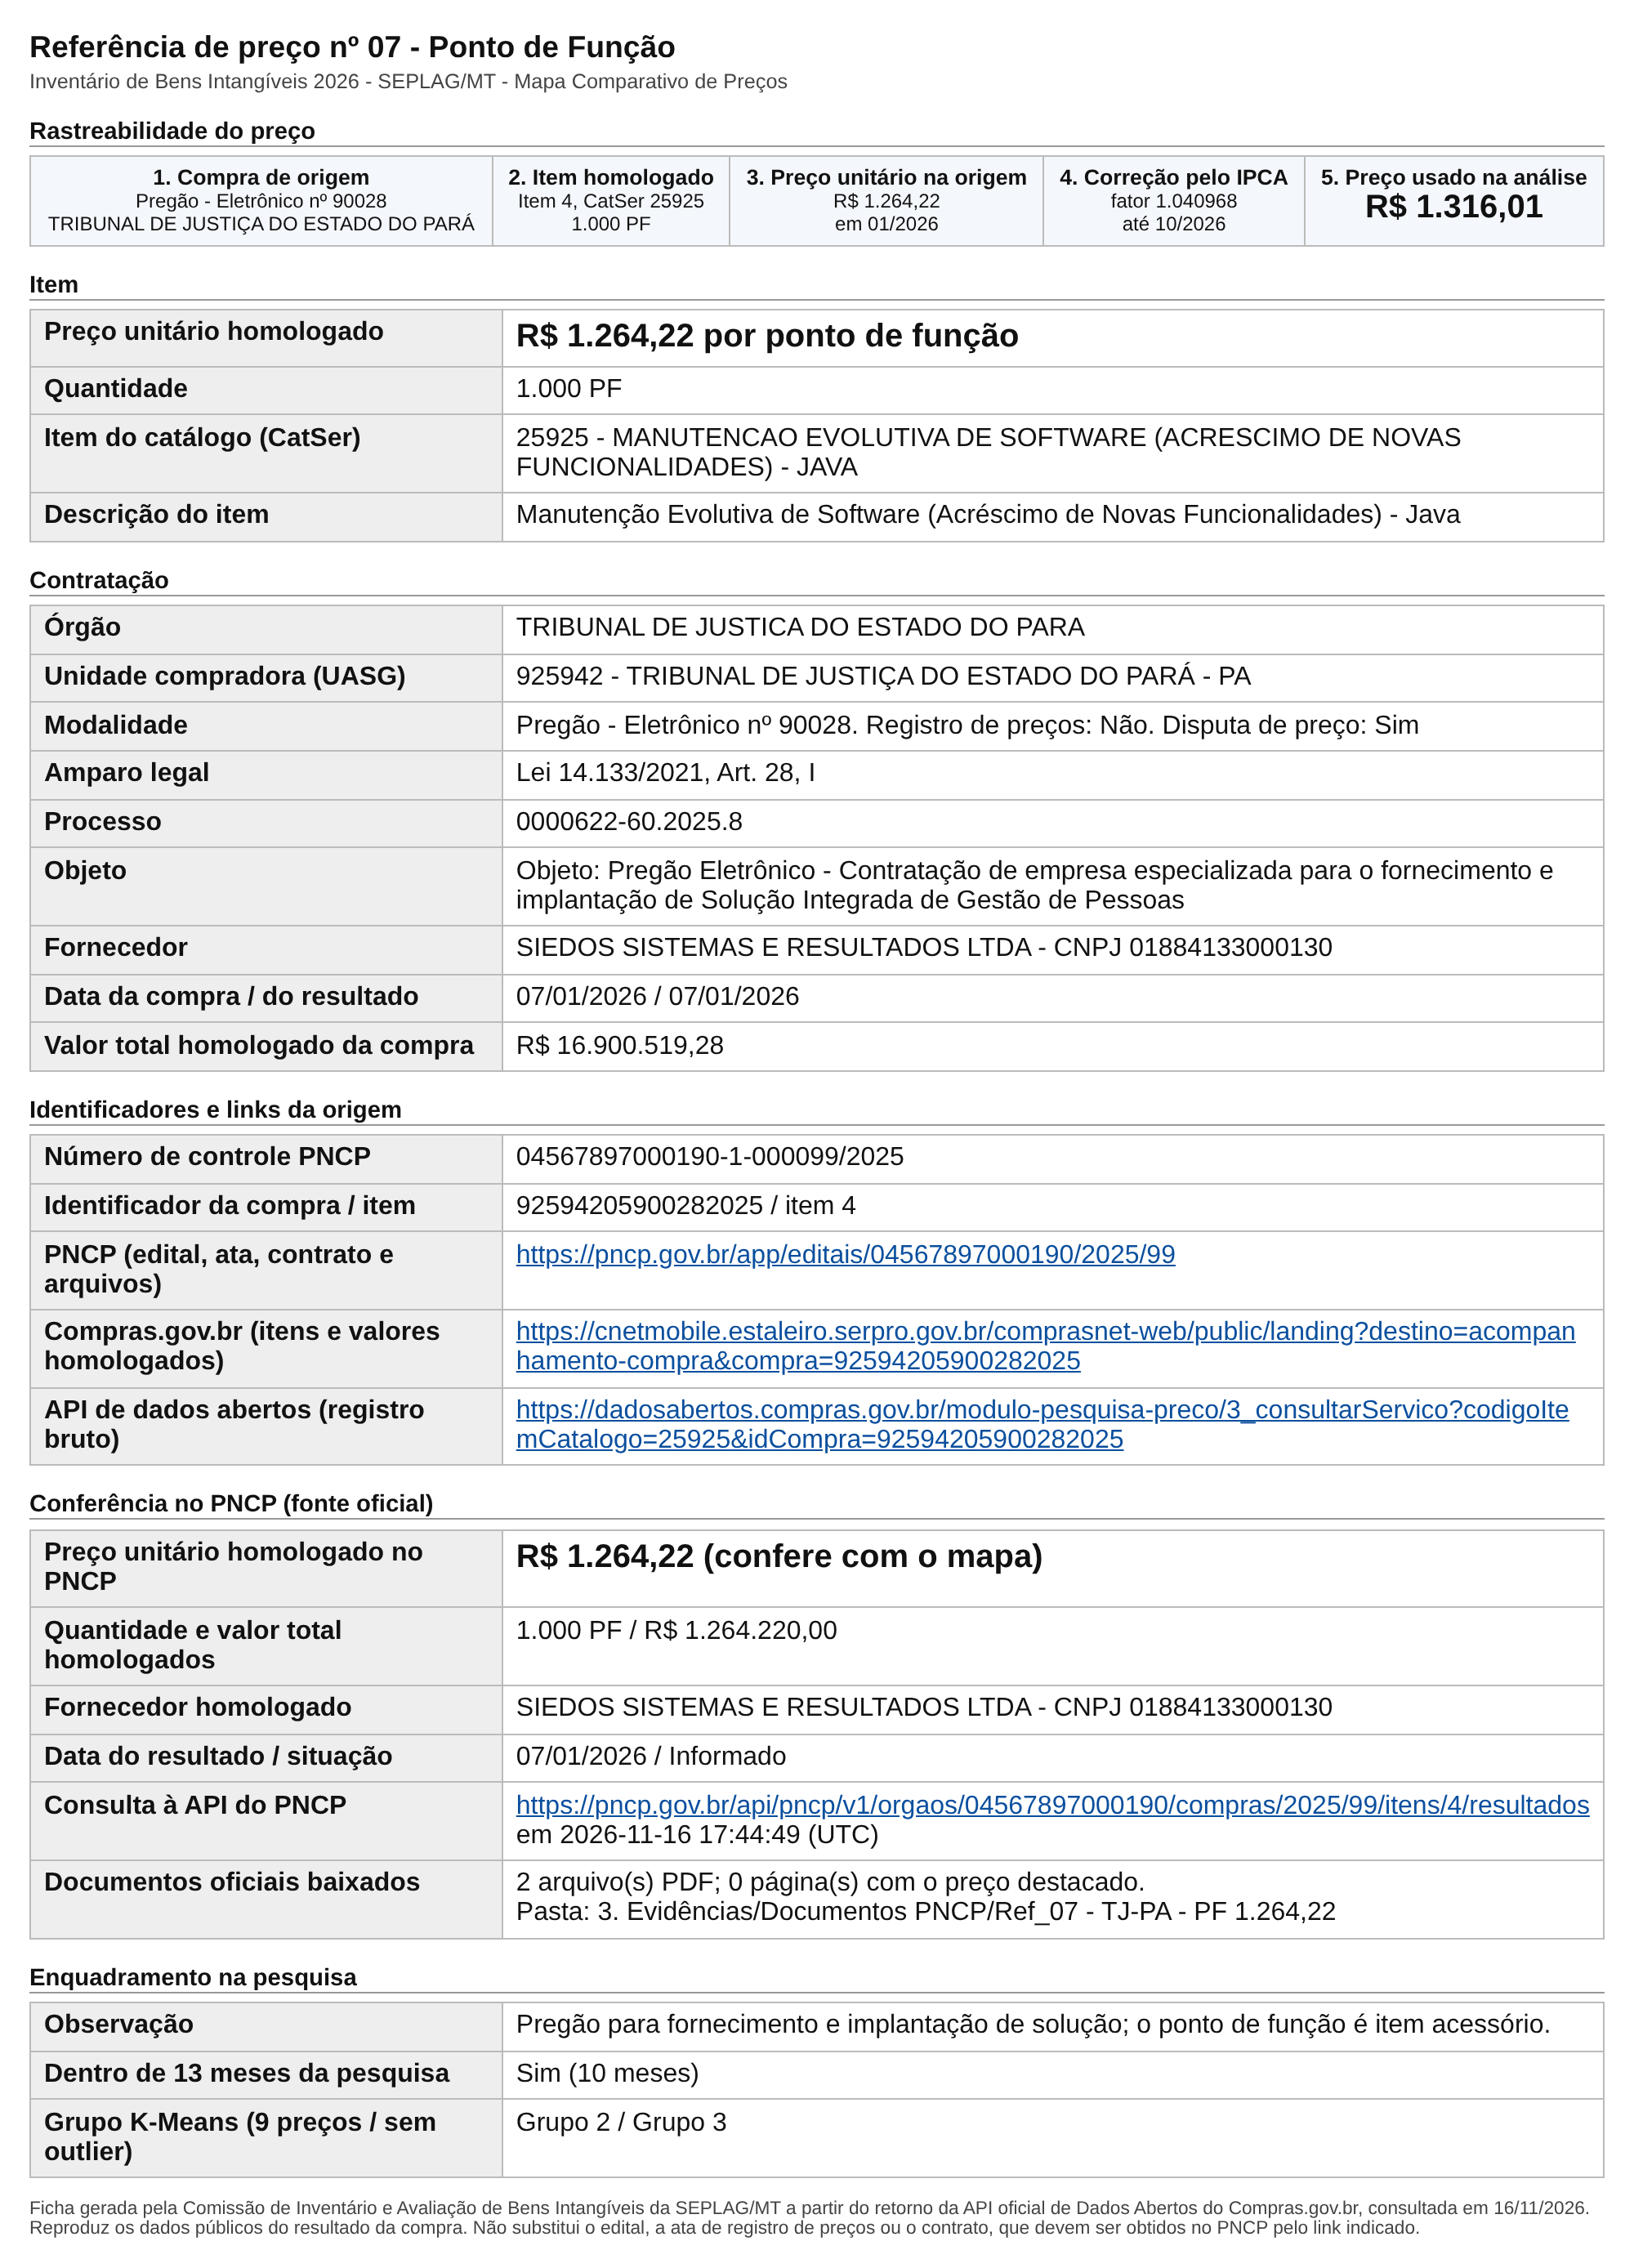 Referência de preço nº 07 - Ponto de Função
Inventário de Bens Intangíveis 2026 - SEPLAG/MT - Mapa Comparativo de Preços
Rastreabilidade do preço
1. Compra de origem
Pregão - Eletrônico nº 90028
TRIBUNAL DE JUSTIÇA DO ESTADO DO PARÁ
2. Item homologado
Item 4, CatSer 25925
1.000 PF
3. Preço unitário na origem
R$ 1.264,22
em 01/2026
4. Correção pelo IPCA
fator 1.040968
até 10/2026
5. Preço usado na análise
R$ 1.316,01
Item
Preço unitário homologado
R$ 1.264,22 por ponto de função
Quantidade
1.000 PF
Item do catálogo (CatSer)
25925 - MANUTENCAO EVOLUTIVA DE SOFTWARE (ACRESCIMO DE NOVAS
FUNCIONALIDADES) - JAVA
Descrição do item
Manutenção Evolutiva de Software (Acréscimo de Novas Funcionalidades) - Java
Contratação
Órgão
TRIBUNAL DE JUSTICA DO ESTADO DO PARA
Unidade compradora (UASG)
925942 - TRIBUNAL DE JUSTIÇA DO ESTADO DO PARÁ - PA
Modalidade
Pregão - Eletrônico nº 90028. Registro de preços: Não. Disputa de preço: Sim
Amparo legal
Lei 14.133/2021, Art. 28, I
Processo
0000622-60.2025.8
Objeto
Objeto: Pregão Eletrônico - Contratação de empresa especializada para o fornecimento e
implantação de Solução Integrada de Gestão de Pessoas
Fornecedor
SIEDOS SISTEMAS E RESULTADOS LTDA - CNPJ 01884133000130
Data da compra / do resultado
07/01/2026 / 07/01/2026
Valor total homologado da compra
R$ 16.900.519,28
Identificadores e links da origem
Número de controle PNCP
04567897000190-1-000099/2025
Identificador da compra / item
92594205900282025 / item 4
PNCP (edital, ata, contrato e
arquivos)
https://pncp.gov.br/app/editais/04567897000190/2025/99
Compras.gov.br (itens e valores
homologados)
https://cnetmobile.estaleiro.serpro.gov.br/comprasnet-web/public/landing?destino=acompan
hamento-compra&compra=92594205900282025
API de dados abertos (registro
bruto)
https://dadosabertos.compras.gov.br/modulo-pesquisa-preco/3_consultarServico?codigoIte
mCatalogo=25925&idCompra=92594205900282025
Conferência no PNCP (fonte oficial)
Preço unitário homologado no
PNCP
R$ 1.264,22 (confere com o mapa)
Quantidade e valor total
homologados
1.000 PF / R$ 1.264.220,00
Fornecedor homologado
SIEDOS SISTEMAS E RESULTADOS LTDA - CNPJ 01884133000130
Data do resultado / situação
07/01/2026 / Informado
Consulta à API do PNCP
https://pncp.gov.br/api/pncp/v1/orgaos/04567897000190/compras/2025/99/itens/4/resultados
em 2026-11-16 17:44:49 (UTC)
Documentos oficiais baixados
2 arquivo(s) PDF; 0 página(s) com o preço destacado.
Pasta: 3. Evidências/Documentos PNCP/Ref_07 - TJ-PA - PF 1.264,22
Enquadramento na pesquisa
Observação
Pregão para fornecimento e implantação de solução; o ponto de função é item acessório.
Dentro de 13 meses da pesquisa
Sim (10 meses)
Grupo K-Means (9 preços / sem
outlier)
Grupo 2 / Grupo 3
Ficha gerada pela Comissão de Inventário e Avaliação de Bens Intangíveis da SEPLAG/MT a partir do retorno da API oficial de Dados Abertos do Compras.gov.br, consultada em 16/11/2026.
Reproduz os dados públicos do resultado da compra. Não substitui o edital, a ata de registro de preços ou o contrato, que devem ser obtidos no PNCP pelo link indicado.